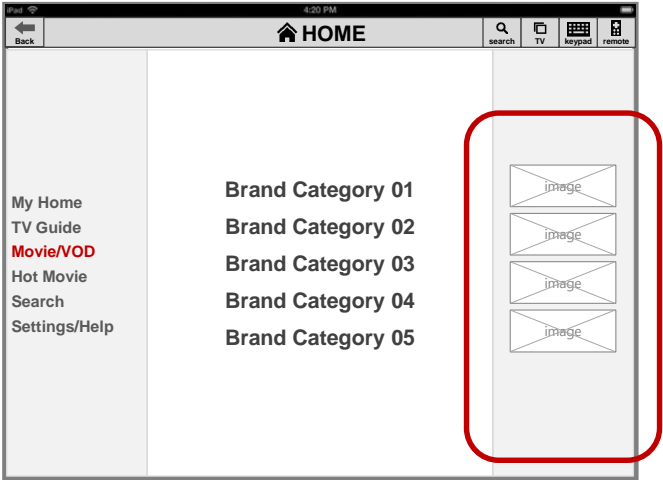 iPad 4:20 PM
Back
HOME
search
TV
keypad
remote
My Home
TV Guide
Movie/VOD
Hot Movie
Search
Settings/Help
Brand Category 01
Brand Category 02
Brand Category 03
Brand Category 04
Brand Category 05
image
image
image
image